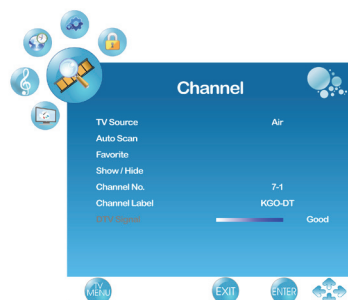 Channel
TV Source Air
Auto Scan
Favorite
Show / Hide
Channel No. 7-1
Channel Label KGO-DT
DTV Signal Good
TV MENU EXIT ENTER